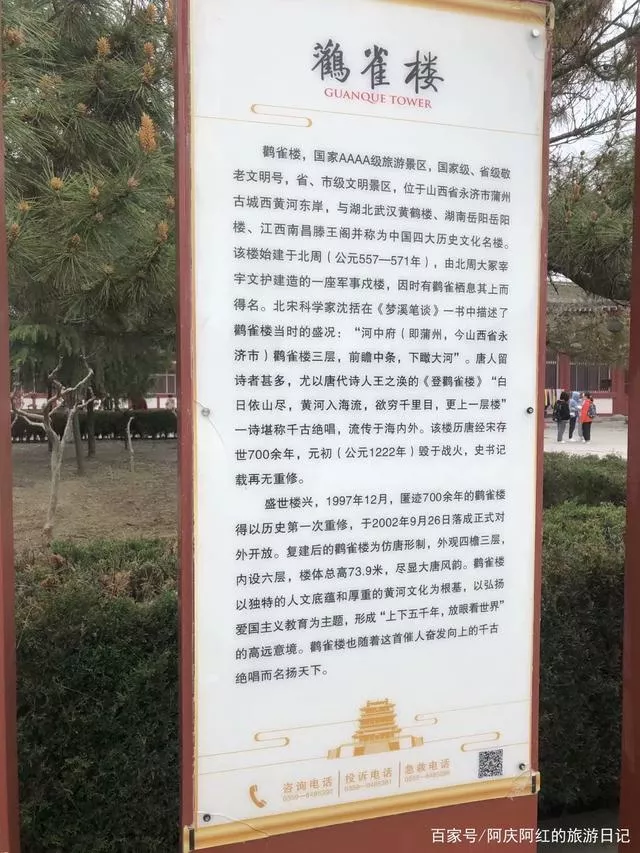 鸛雀楼
GUANQUE TOWER
鹳雀楼，国家AAAA级旅游景区，国家级、省级敬
老文明号，省、市级文明景区，位于山西省永济市蒲州
古城西黄河东岸，与湖北武汉黄鹤楼、湖南岳阳岳阳
楼、江西南昌滕王阁并称为中国四大历史文化名楼。
该楼始建于北周（公元557—571年），由北周大冢宰
宇文护建造的一座军事戍楼，因时有鹳雀栖息其上而
得名。北宋科学家沈括在《梦溪笔谈》一书中描述了
鹳雀楼当时的盛况：“河中府（即蒲州，今山西省永
济市）鹳雀楼三层，前瞻中条，下瞰大河”。唐人留
诗者甚多，尤以唐代诗人王之涣的《登鹳雀楼》“白
日依山尽，黄河入海流，欲穷千里目，更上一层楼”
一诗堪称千古绝唱，流传于海内外。该楼历唐经宋存
世700余年，元初（公元1222年）毁于战火，史书记
载再无重修。
盛世楼兴，1997年12月，匿迹700余年的鹳雀楼
得以历史第一次重修，于2002年9月26日落成正式对
外开放。复建后的鹳雀楼为仿唐形制，外观四檐三层，
内设六层，楼体总高73.9米，尽显大唐风韵。鹳雀楼
以独特的人文底蕴和厚重的黄河文化为根基，以弘扬
爱国主义教育为主题，形成“上下五千年，放眼看世界”
的高远意境。鹳雀楼也随着这首催人奋发向上的千古
绝唱而名扬天下。
咨询电话 投诉电话 急救电话
百家号/阿庆阿红的旅游日记